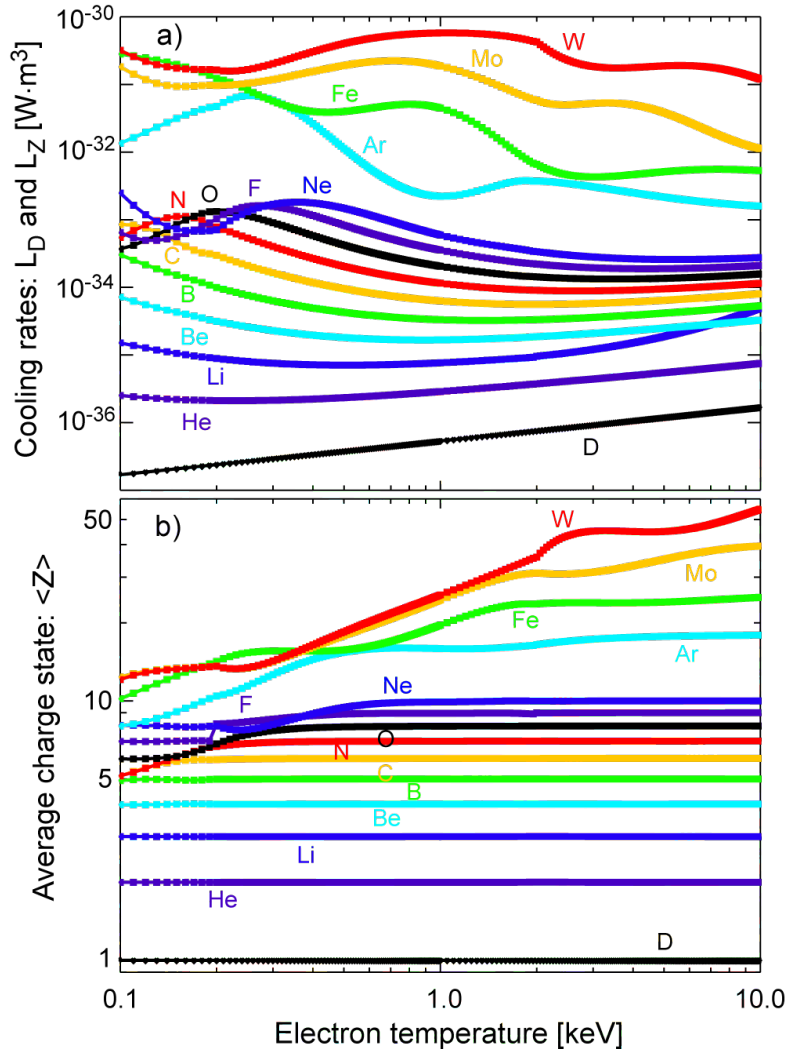 10⁻³⁰
a)
W
Mo
Fe
10⁻³²
Ar
N
O
F
Ne
10⁻³⁴
C
B
Be
Li
10⁻³⁶
He
D
Cooling rates: L_D and L_Z [W·m³]
50
b)
W
Mo
Fe
Ar
10
Ne
F
O
N
C
5
B
Be
Li
He
D
1
Average charge state: <Z>
0.1
1.0
10.0
Electron temperature [keV]